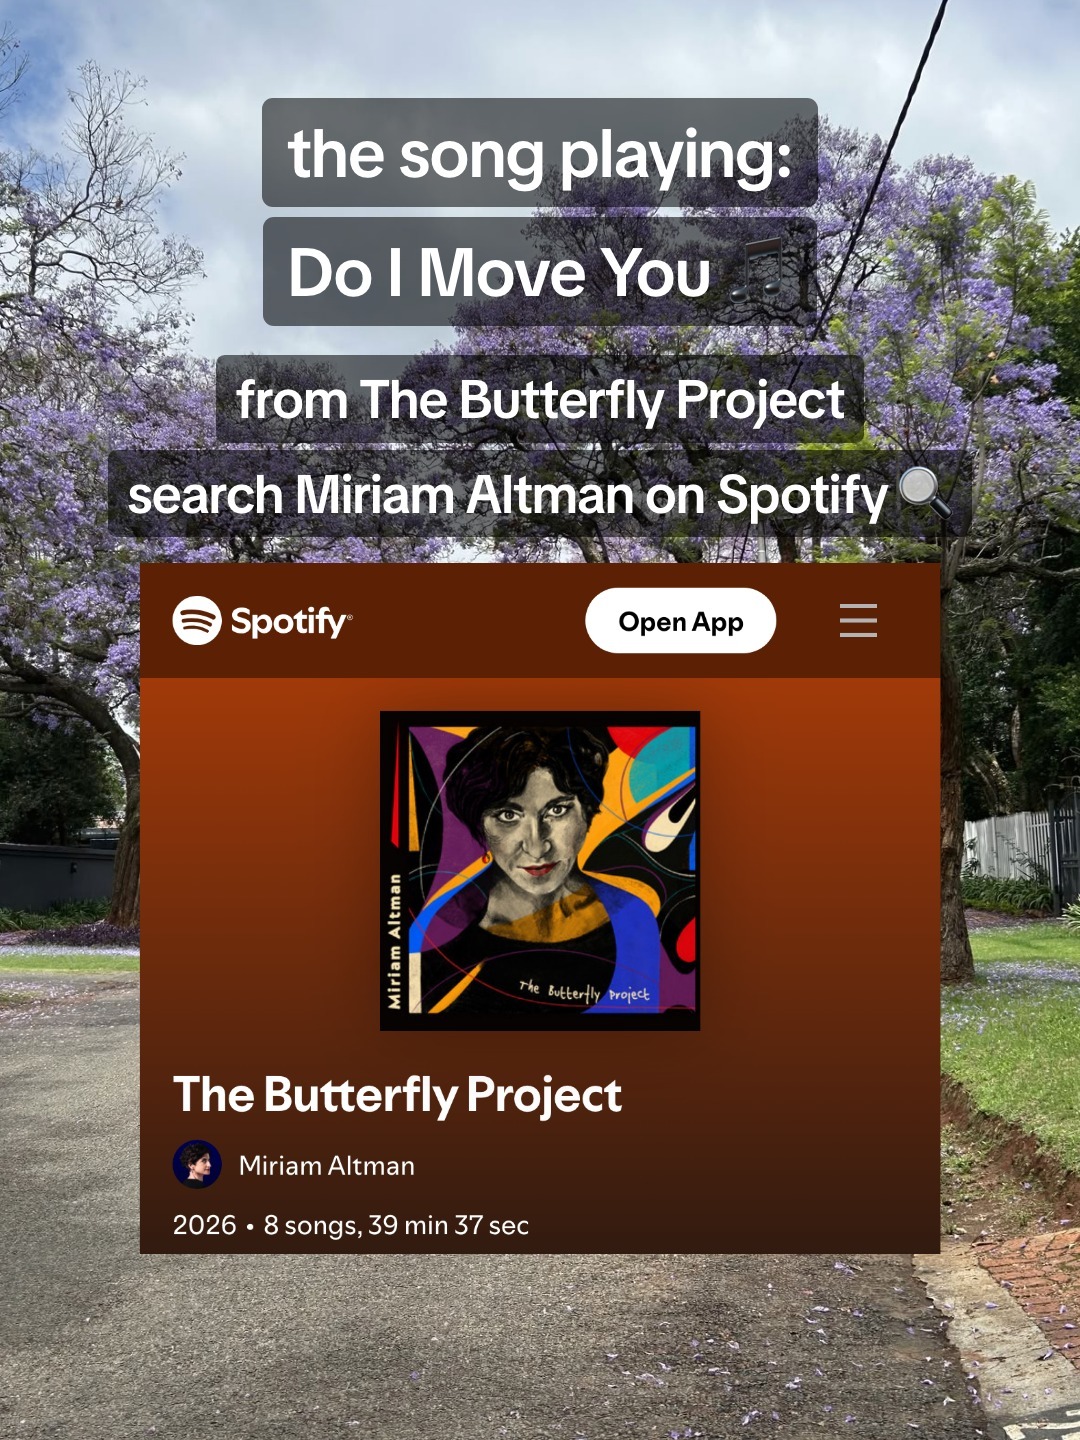 the song playing:
Do I Move You 🎵
from The Butterfly Project
search Miriam Altman on Spotify 🔍
Spotify®
Open App
Miriam Altman
The Butterfly Project
The Butterfly Project
Miriam Altman
2026 • 8 songs, 39 min 37 sec